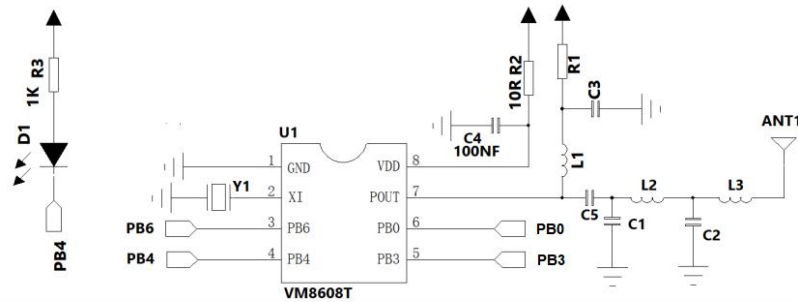 R3
1K
D1
PB4
U1
VM8608T
1 GND
2 XI
3 PB6
4 PB4
VDD 8
POUT 7
PB0 6
PB3 5
Y1
PB6
PB4
PB0
PB3
C4
100NF
10R R2
R1
C3
L1
C5
C1
L2
C2
L3
ANT1